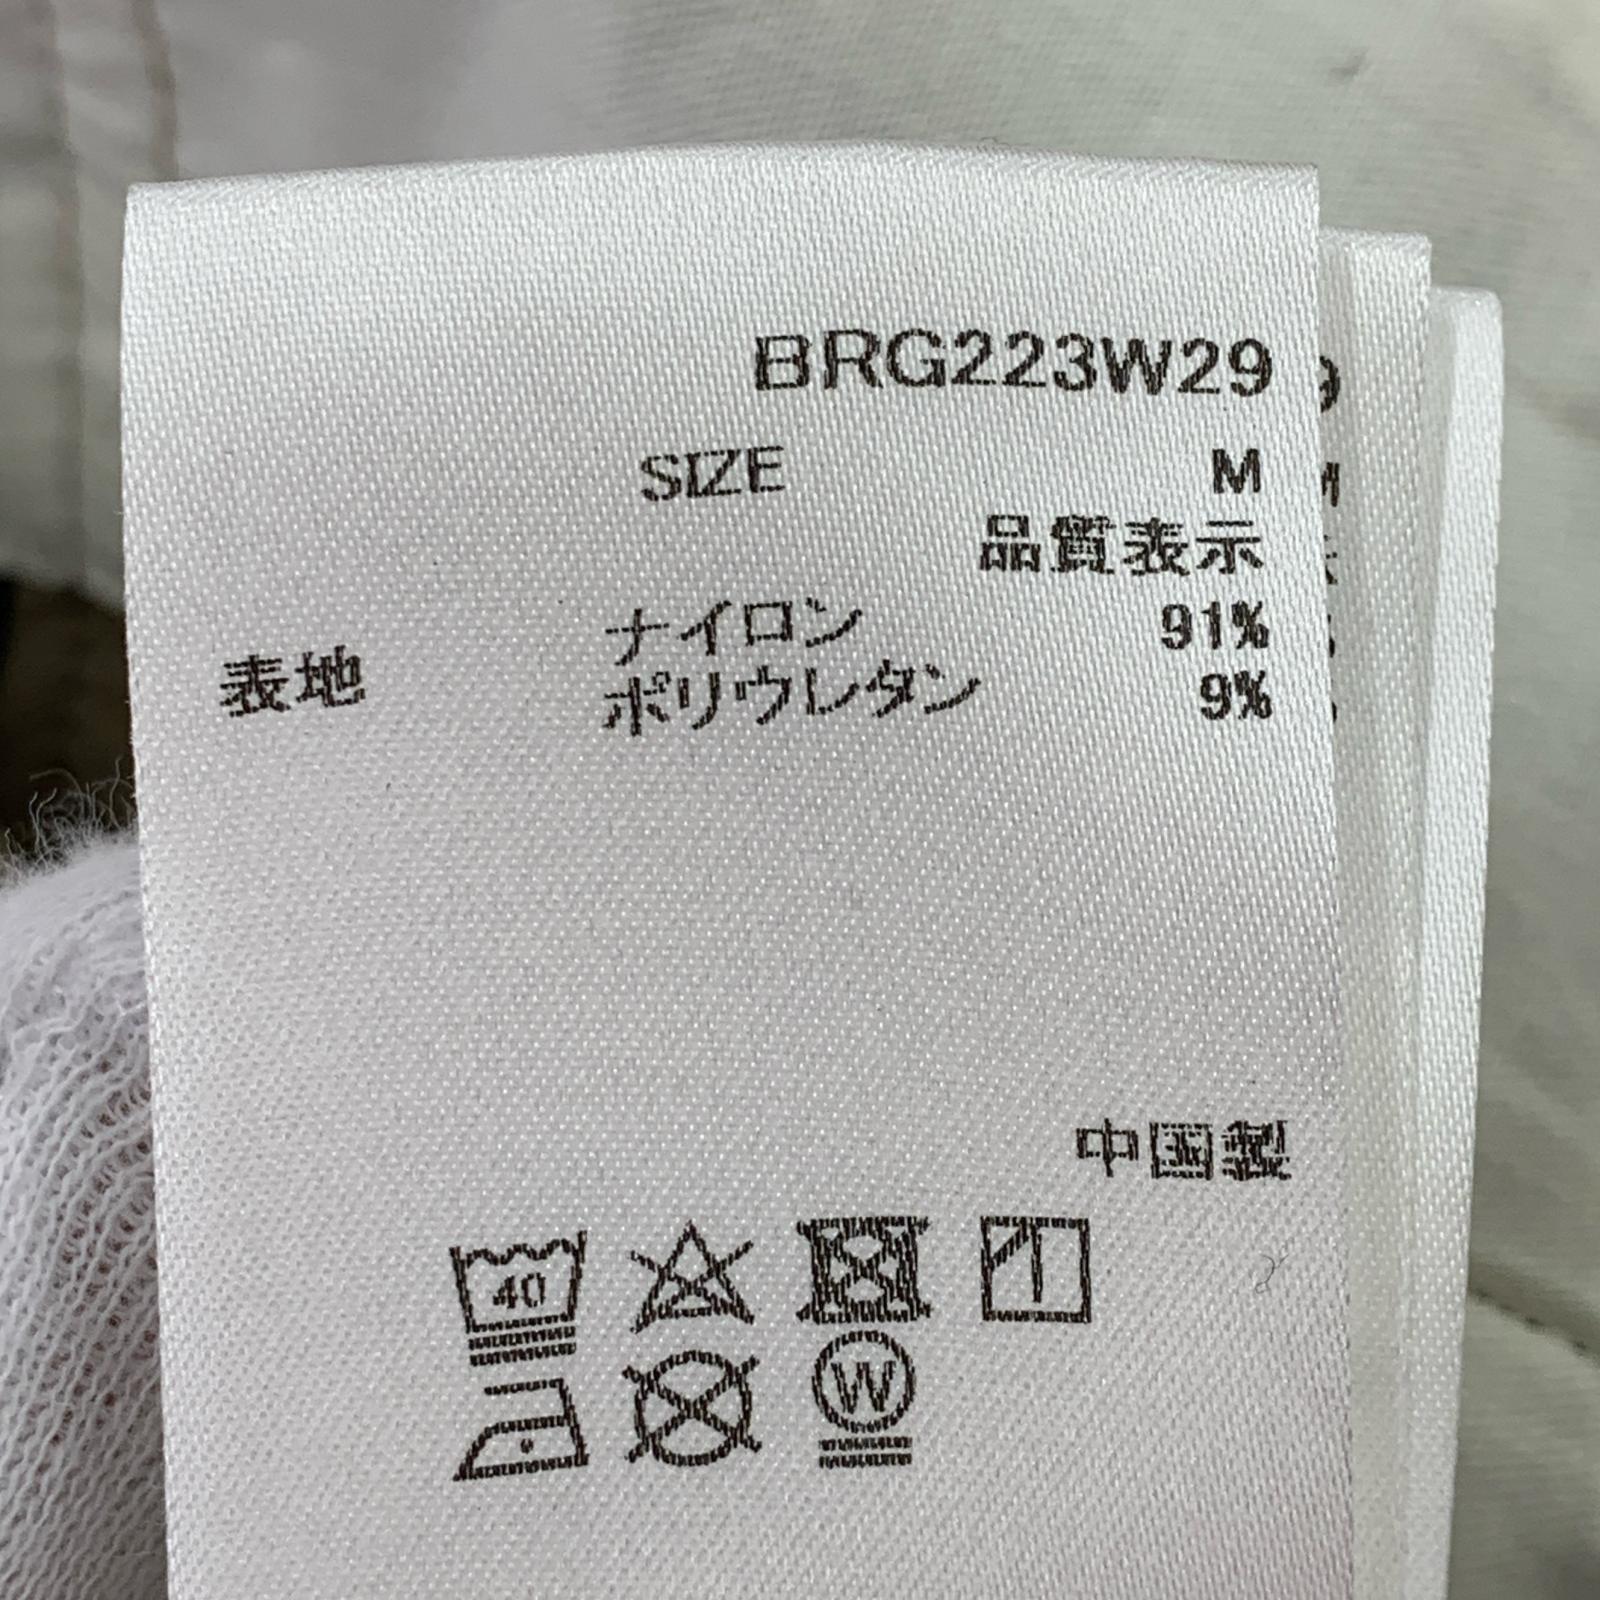 BRG223W29
SIZE M
品質表示
表地 ナイロン 91%
ポリウレタン 9%
中国製
40
W